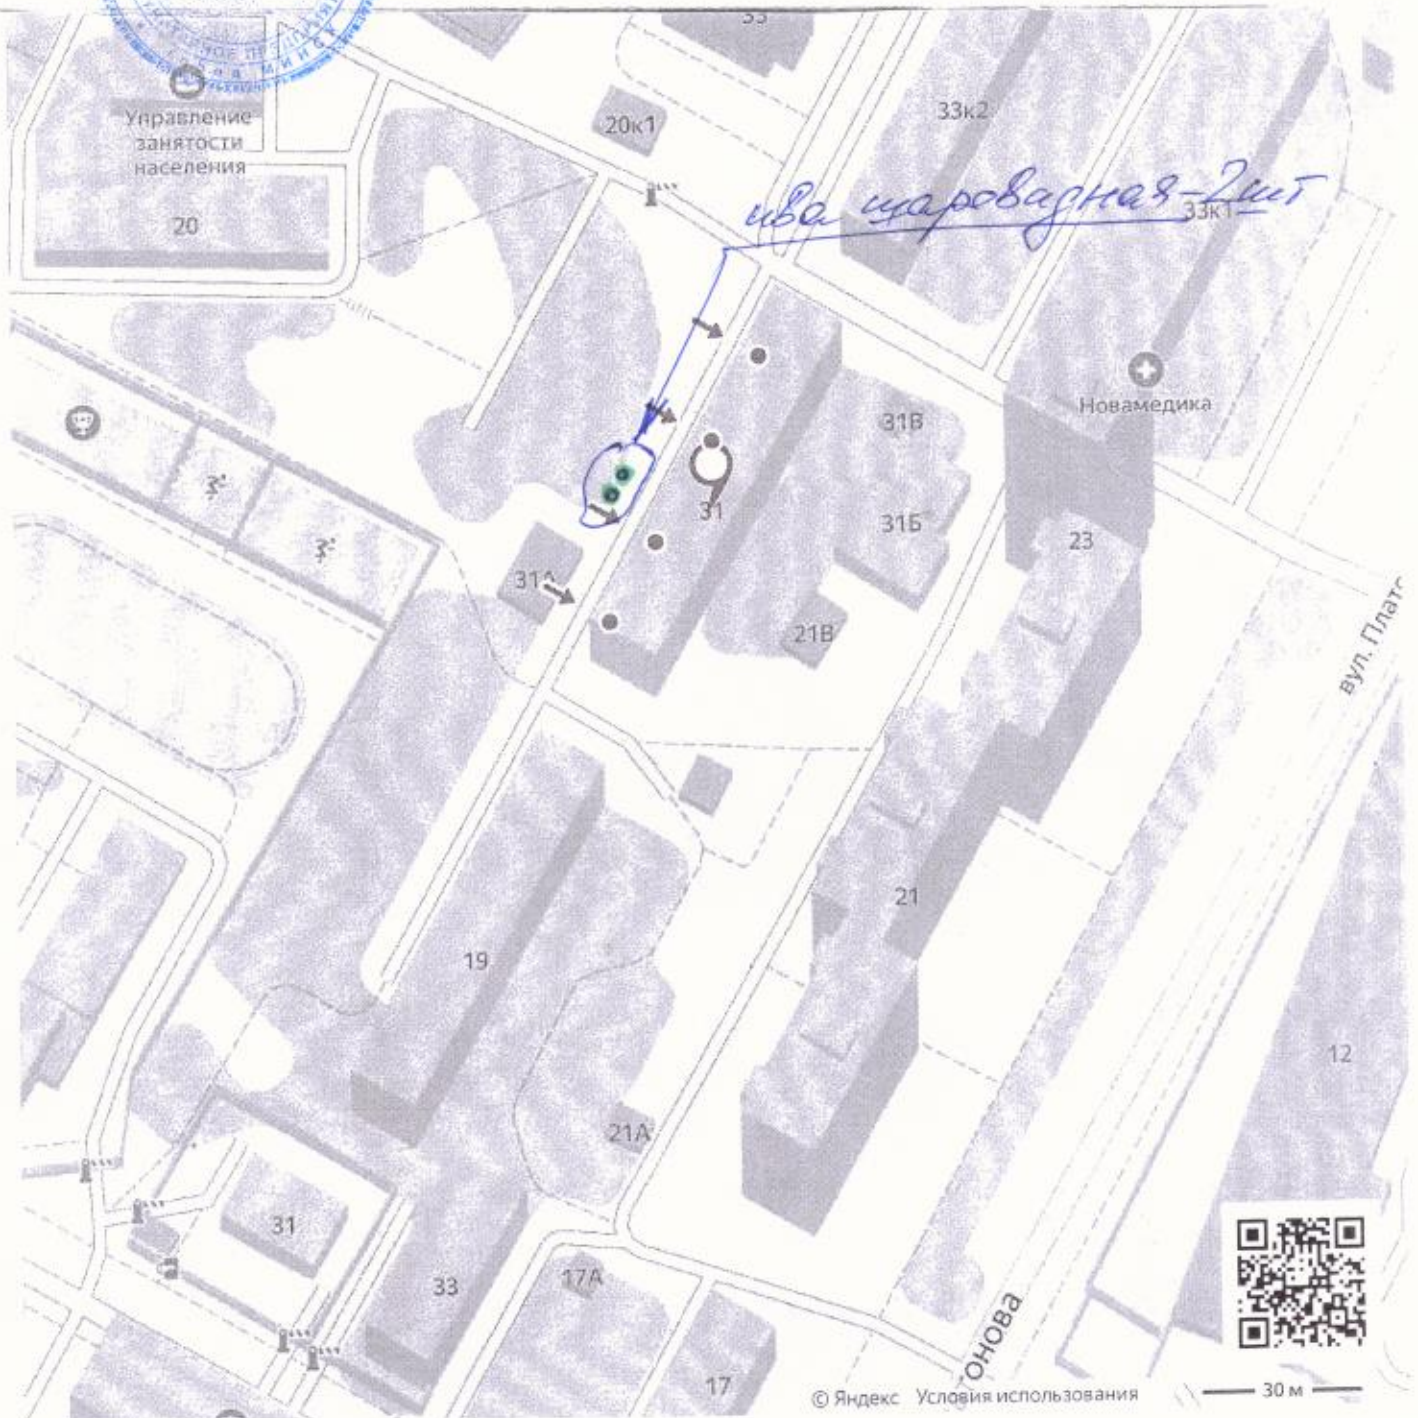 33
20к1
33к2
Управление
занятости
населения
ива шаровидная - 2шт
33к1
20
Новамедика
31В
31
31Б
23
31А
21В
вул. Плат
21
19
12
21А
31
17А
33
онова
17
© Яндекс Условия использования
30 м